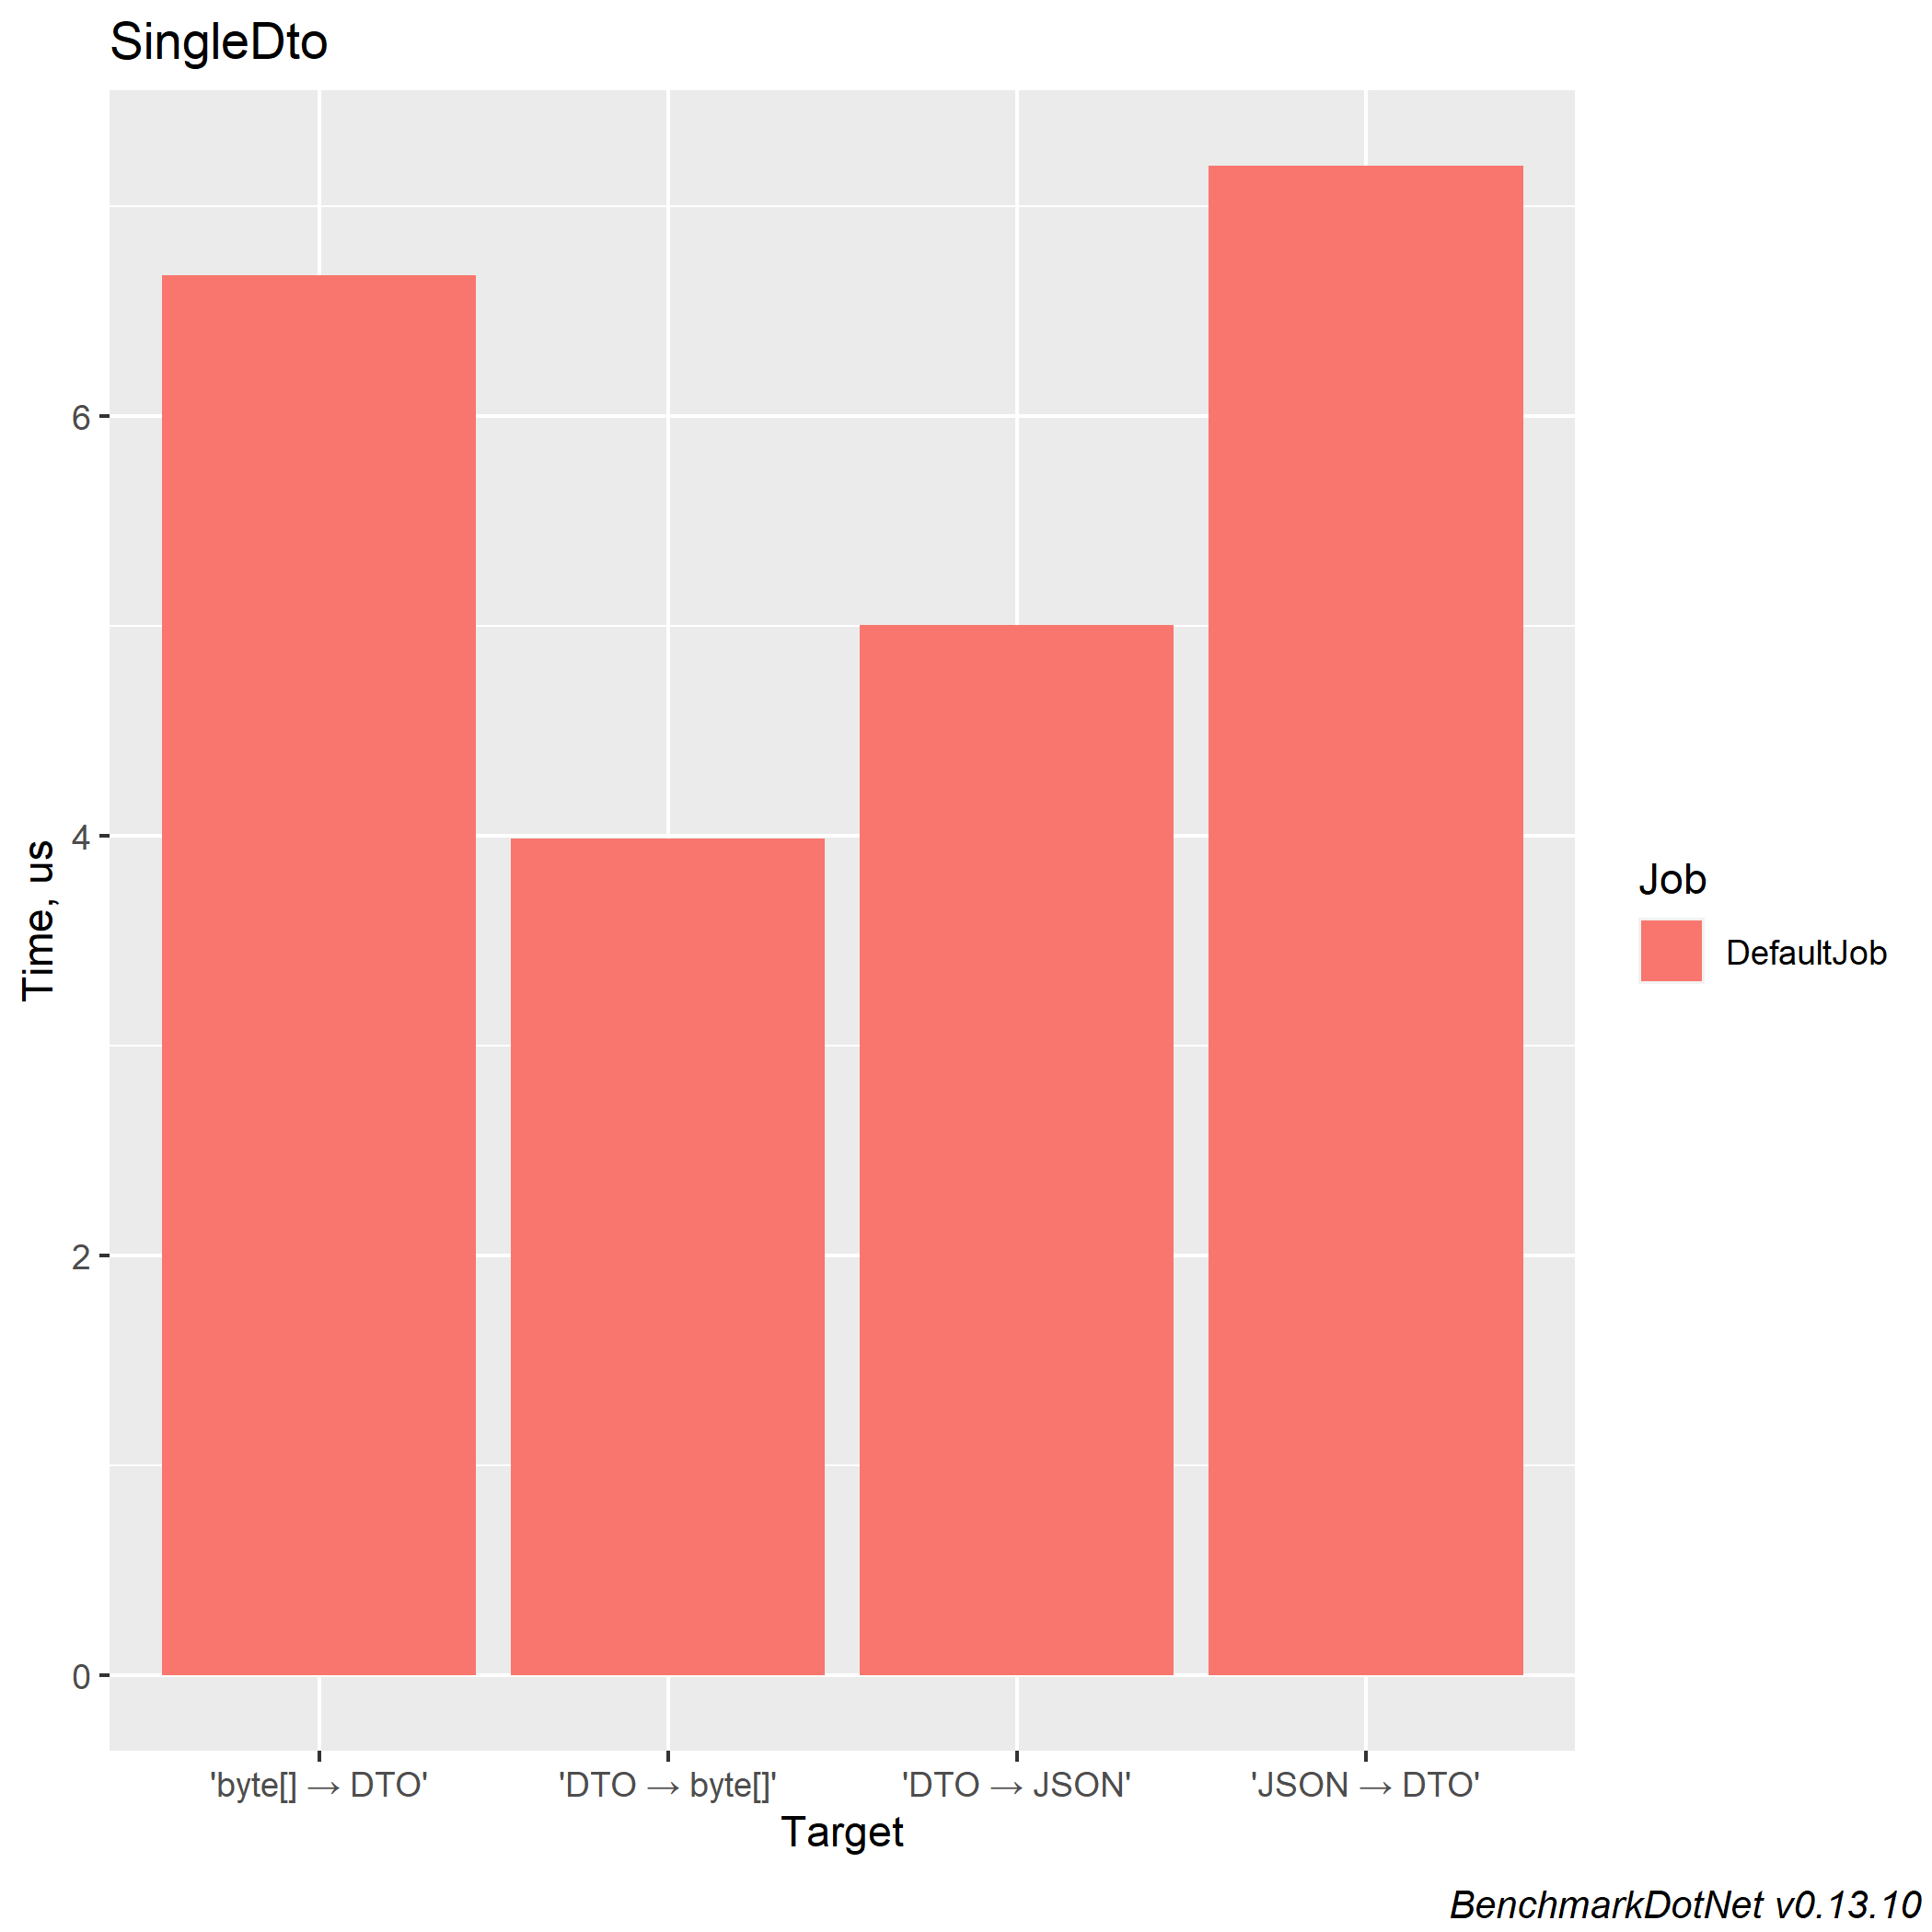 SingleDto
6
4
2
0
Time, us
'byte[] → DTO'
'DTO → byte[]'
'DTO → JSON'
'JSON → DTO'
Target
Job
DefaultJob
BenchmarkDotNet v0.13.10